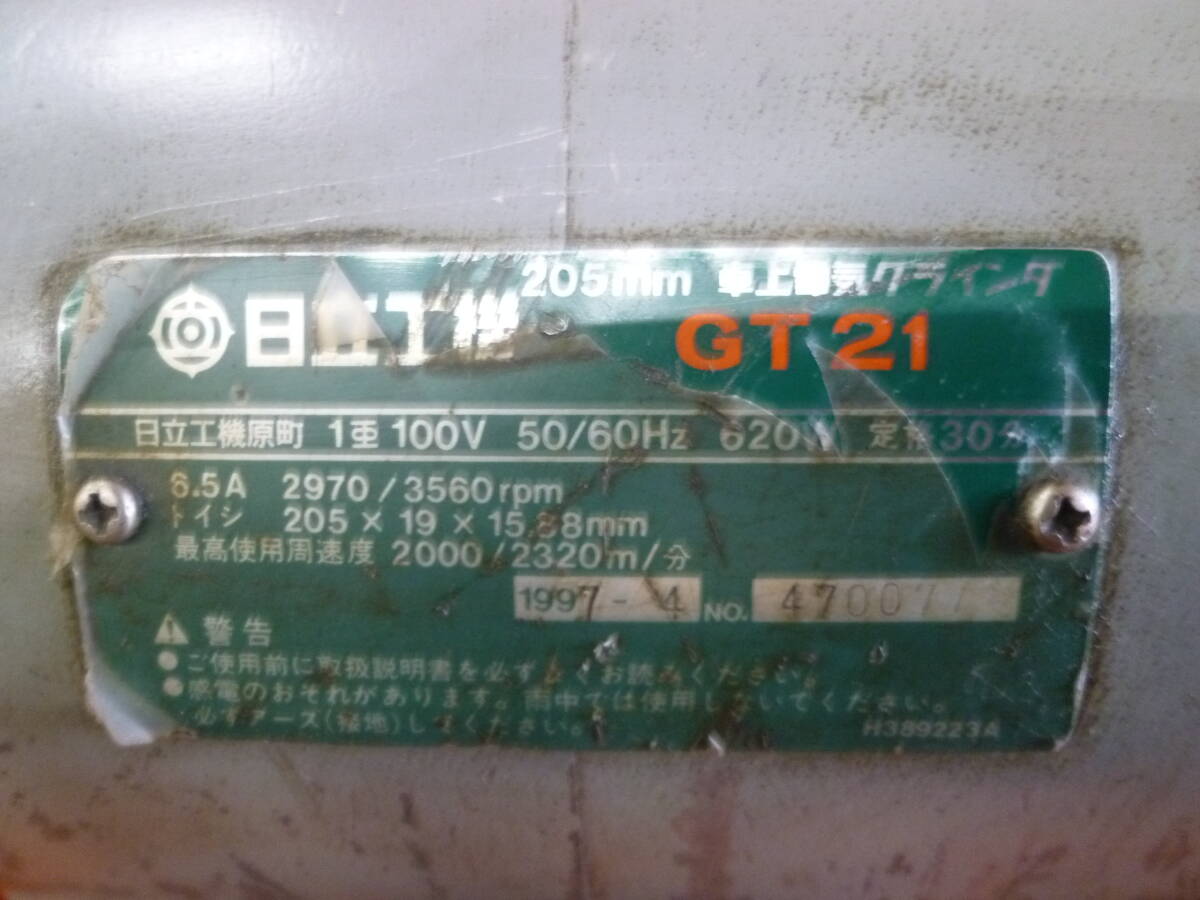 205mm 卓上電気グラインダ
日立工機 GT 21
日立工機原町 1重 100V 50/60Hz 620W 定格30分
6.5A 2970/3560rpm
トイシ 205×19×15.88mm
最高使用周速度 2000/2320m/分
1997-4 NO. 470077
警告
●ご使用前に取扱説明書を必ずよくお読みください。
●感電のおそれがあります。雨中では使用しないでください。
必ずアース(接地)してください。
H389223A